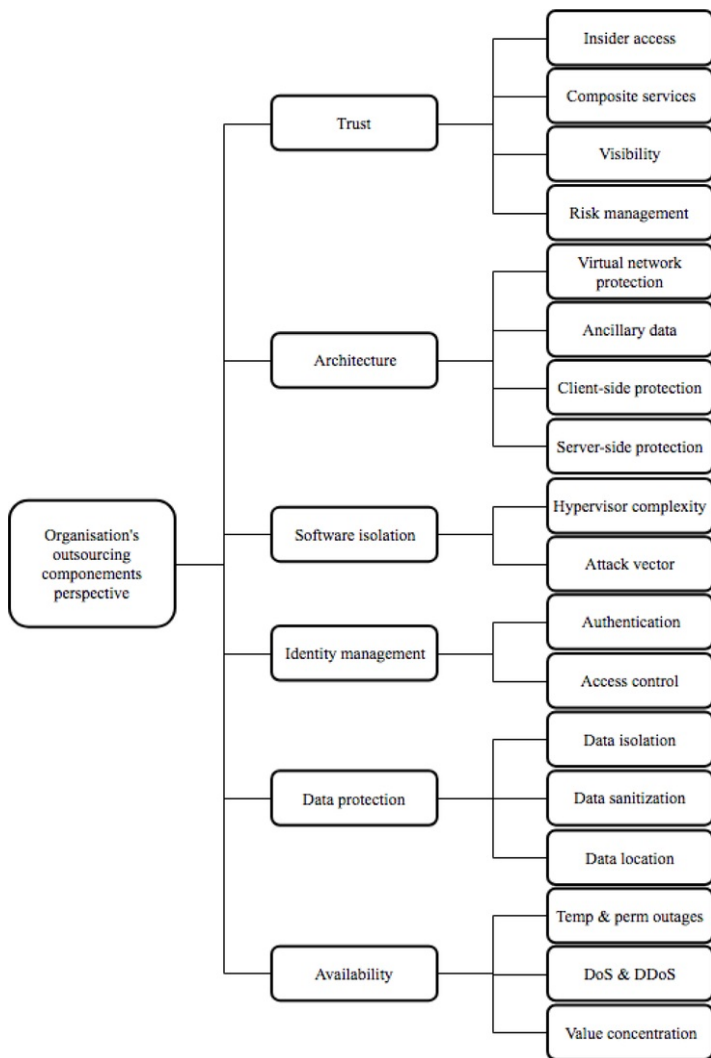 Organisation's
outsourcing
componements
perspective
Trust
Insider access
Composite services
Visibility
Risk management
Architecture
Virtual network
protection
Ancillary data
Client-side protection
Server-side protection
Software isolation
Hypervisor complexity
Attack vector
Identity management
Authentication
Access control
Data protection
Data isolation
Data sanitization
Data location
Availability
Temp & perm outages
DoS & DDoS
Value concentration